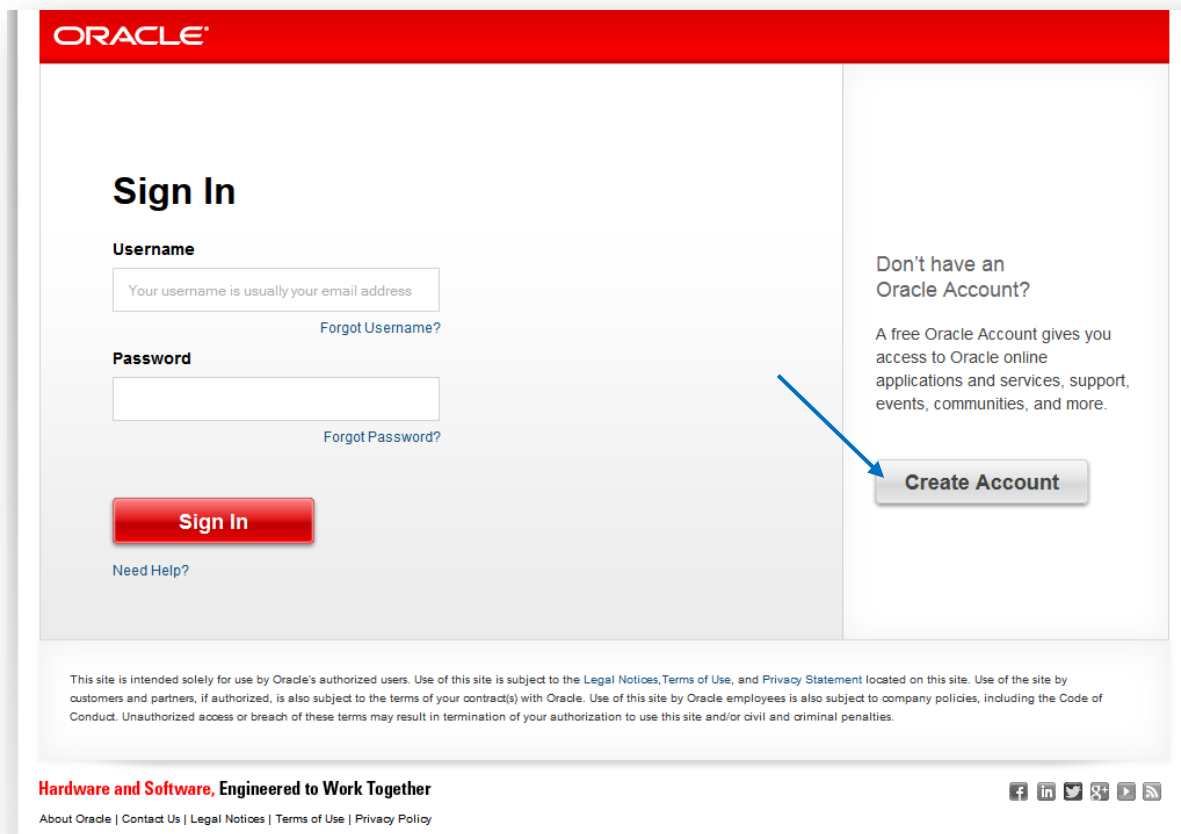 ORACLE
Sign In
Username
Your username is usually your email address
Forgot Username?
Password
Forgot Password?
Sign In
Need Help?
Don't have an
Oracle Account?
A free Oracle Account gives you
access to Oracle online
applications and services, support,
events, communities, and more.
Create Account
This site is intended solely for use by Oracle's authorized users. Use of this site is subject to the Legal Notices,Terms of Use, and Privacy Statement located on this site. Use of the site by
customers and partners, if authorized, is also subject to the terms of your contract(s) with Oracle. Use of this site by Oracle employees is also subject to company policies, including the Code of
Conduct. Unauthorized access or breach of these terms may result in termination of your authorization to use this site and/or civil and criminal penalties.
Hardware and Software, Engineered to Work Together
About Oracle | Contact Us | Legal Notices | Terms of Use | Privacy Policy